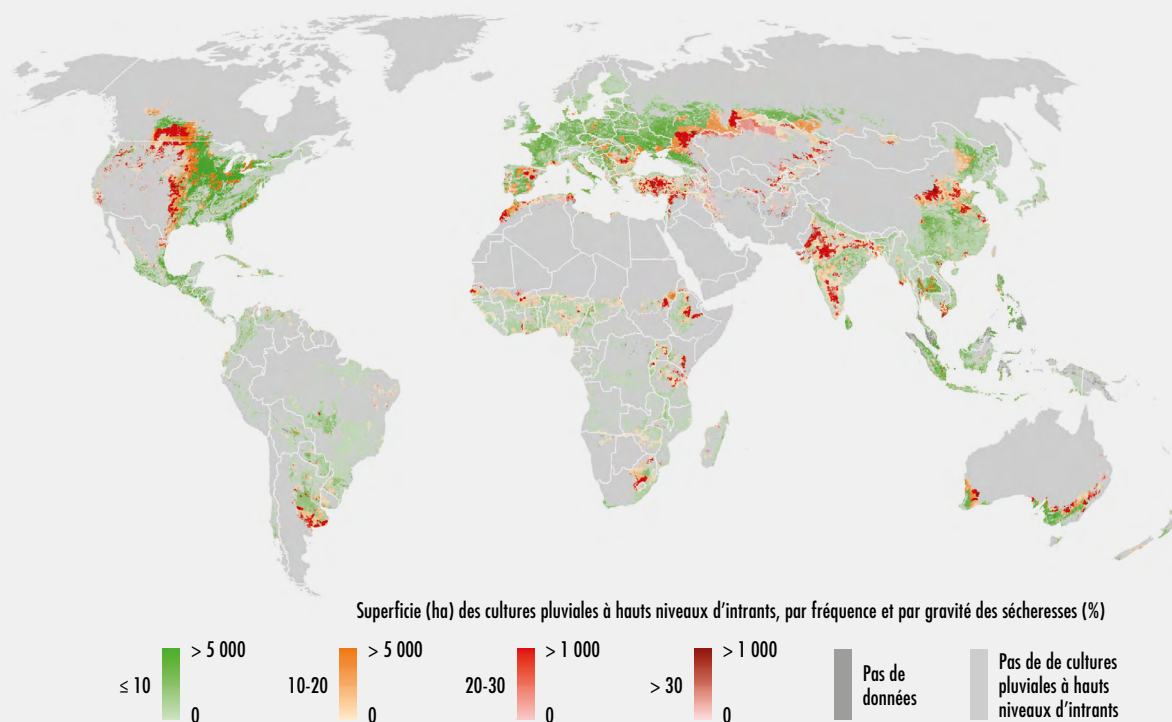 Superficie (ha) des cultures pluviales à hauts niveaux d'intrants, par fréquence et par gravité des sécheresses (%)
≤ 10
> 5 000
0
10-20
> 5 000
0
20-30
> 1 000
0
> 30
> 1 000
0
Pas de
données
Pas de de cultures
pluviales à hauts
niveaux d'intrants